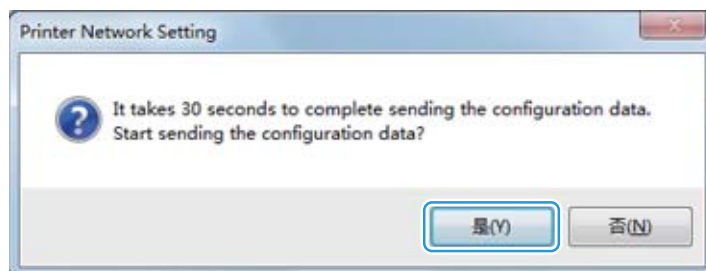 Printer Network Setting
It takes 30 seconds to complete sending the configuration data.
Start sending the configuration data?
是(Y)
否(N)